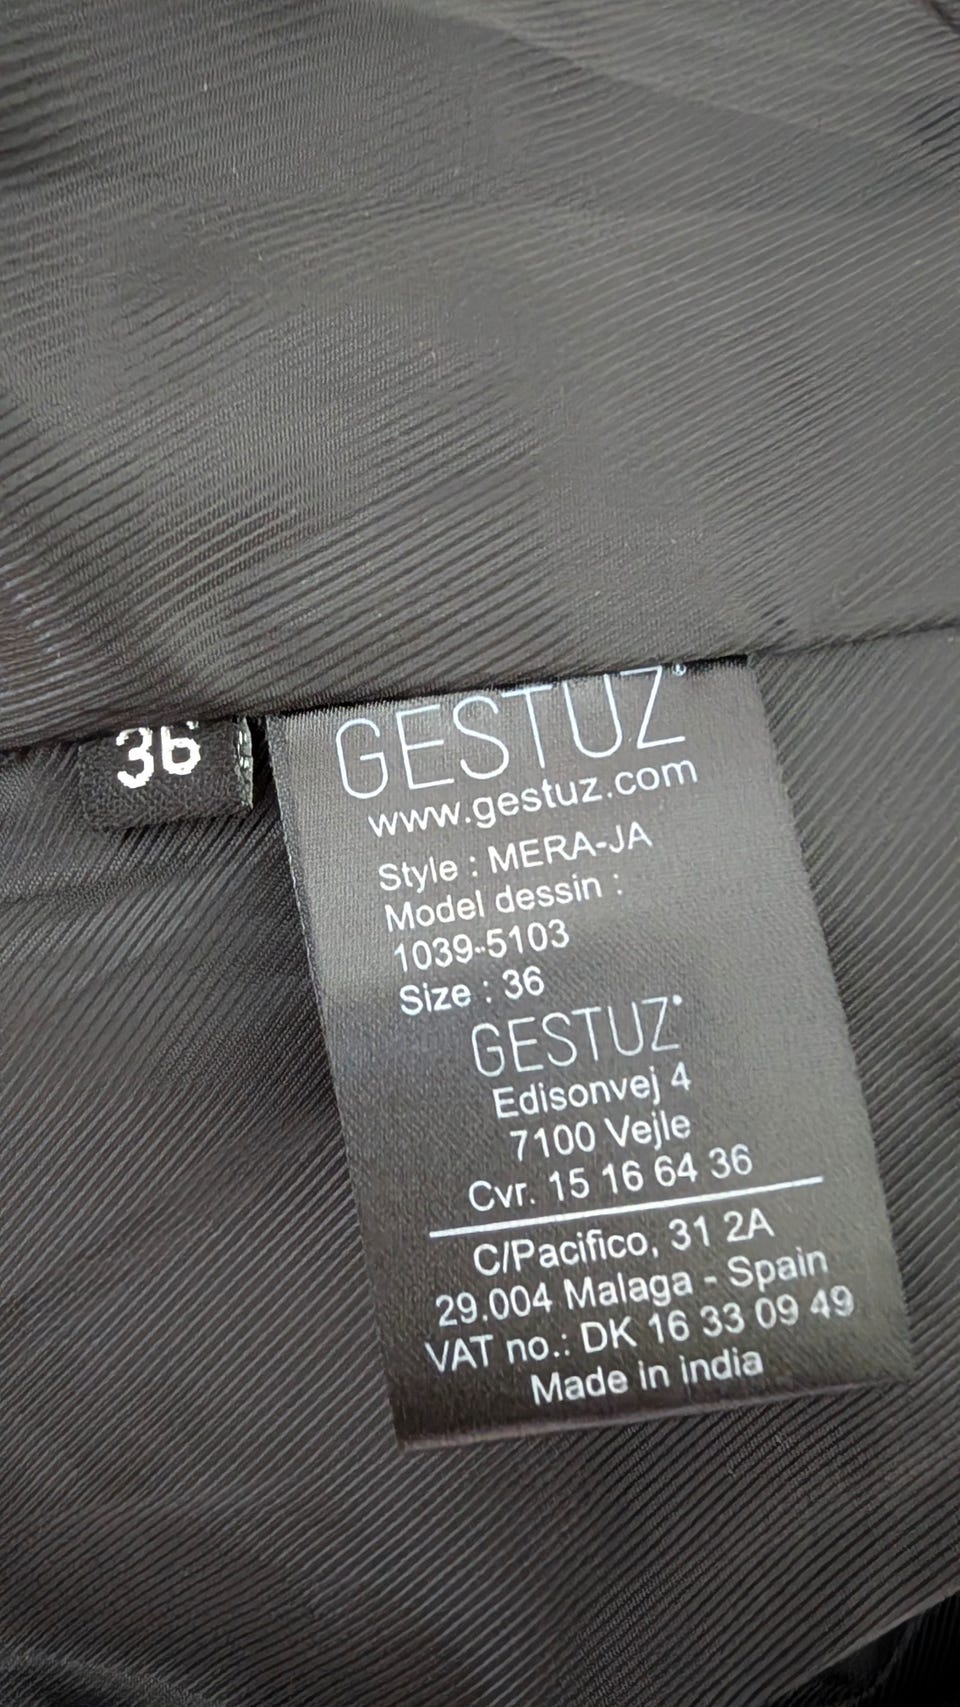 36
GESTUZ®
www.gestuz.com
Style : MERA-JA
Model dessin :
1039-5103
Size : 36
GESTUZ
Edisonvej 4
7100 Vejle
Cvr. 15 16 64 36
C/Pacifico, 31 2A
29.004 Malaga - Spain
VAT no.: DK 16 33 09 49
Made in india